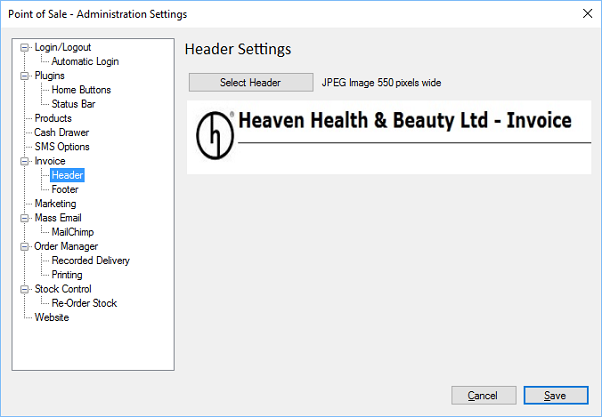 Point of Sale - Administration Settings
Login/Logout
Automatic Login
Plugins
Home Buttons
Status Bar
Products
Cash Drawer
SMS Options
Invoice
Header
Footer
Marketing
Mass Email
MailChimp
Order Manager
Recorded Delivery
Printing
Stock Control
Re-Order Stock
Website
Header Settings
Select Header JPEG Image 550 pixels wide
h® Heaven Health & Beauty Ltd - Invoice
Cancel Save